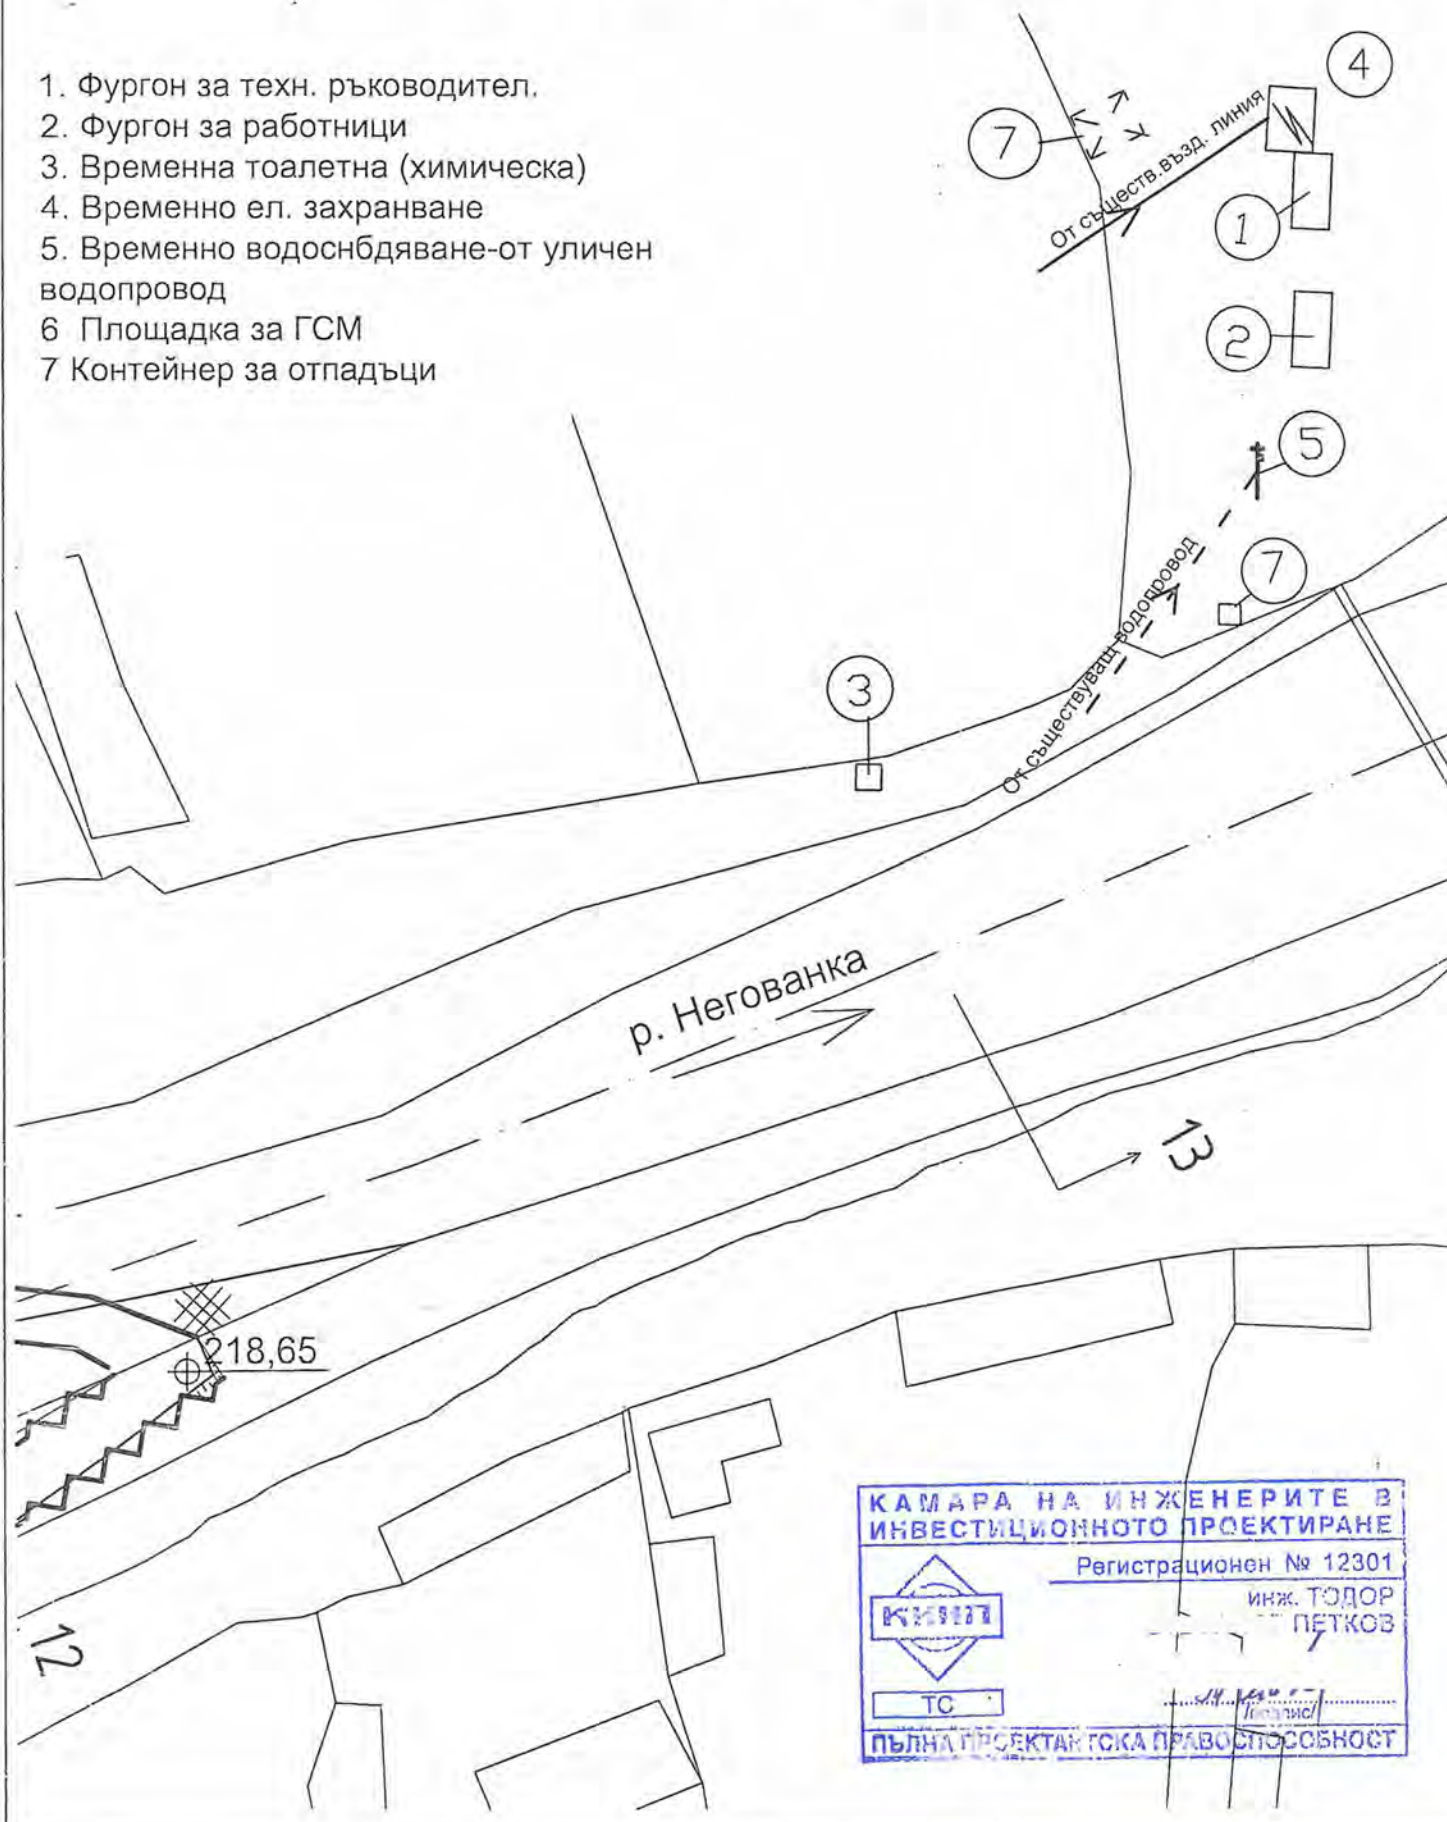 1. Фургон за техн. ръководител.
2. Фургон за работници
3. Временна тоалетна (химическа)
4. Временно ел. захранване
5. Временно водоснбдяване-от уличен
водопровод
6 Площадка за ГСМ
7 Контейнер за отпадъци
4
7
От съществ.възд. линия
1
2
5
От съществуващ водопровод
7
3
р. Негованка
13
218,65
12
КАМАРА НА ИНЖЕНЕРИТЕ В
ИНВЕСТИЦИОННОТО ПРОЕКТИРАНЕ
Регистрационен № 12301
инж. ТОДОР
ПЕТКОВ
КИИП
ТС
/подпис/
ПЪЛНА ПРОЕКТАНТСКА ПРАВОСПОСОБНОСТ